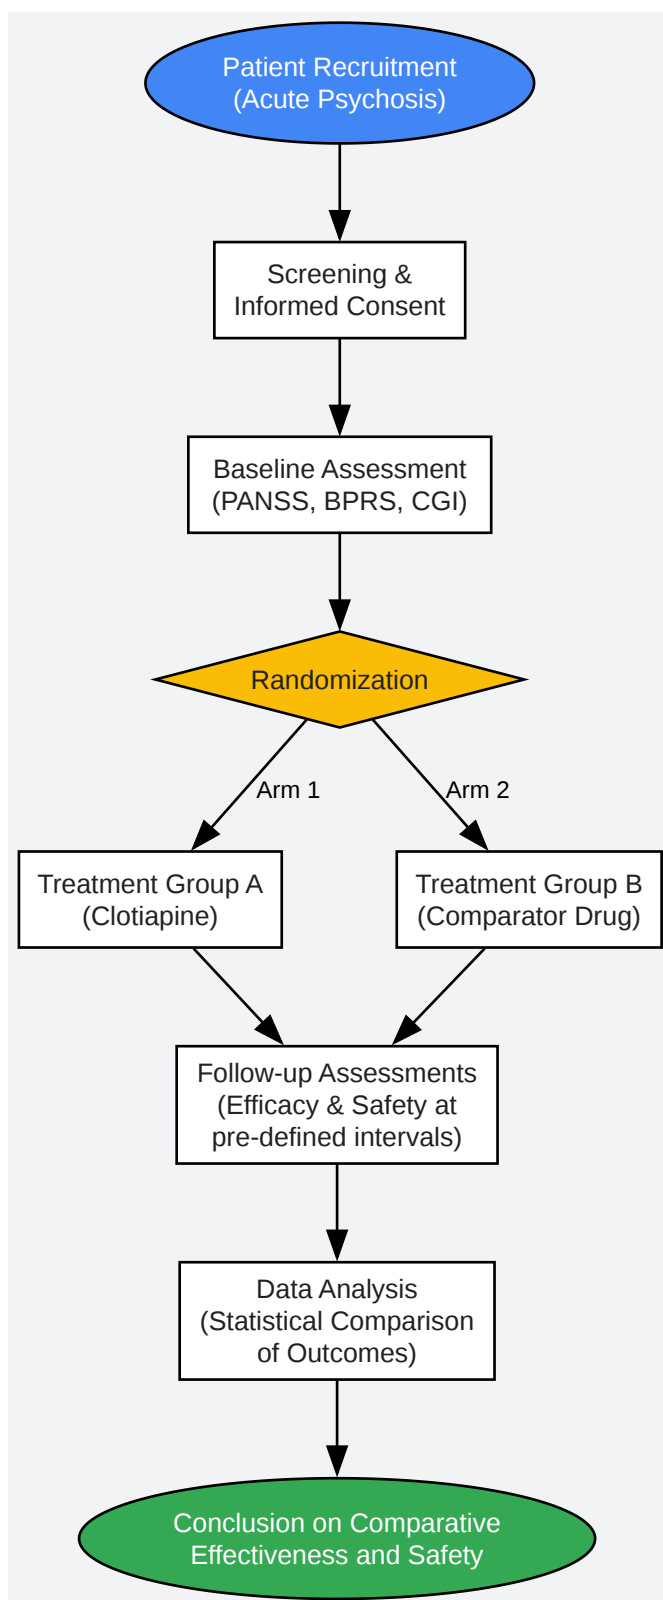 Patient Recruitment
(Acute Psychosis)
Screening &
Informed Consent
Baseline Assessment
(PANSS, BPRS, CGI)
Randomization
Arm 1
Arm 2
Treatment Group A
(Clotiapine)
Treatment Group B
(Comparator Drug)
Follow-up Assessments
(Efficacy & Safety at
pre-defined intervals)
Data Analysis
(Statistical Comparison
of Outcomes)
Conclusion on Comparative
Effectiveness and Safety